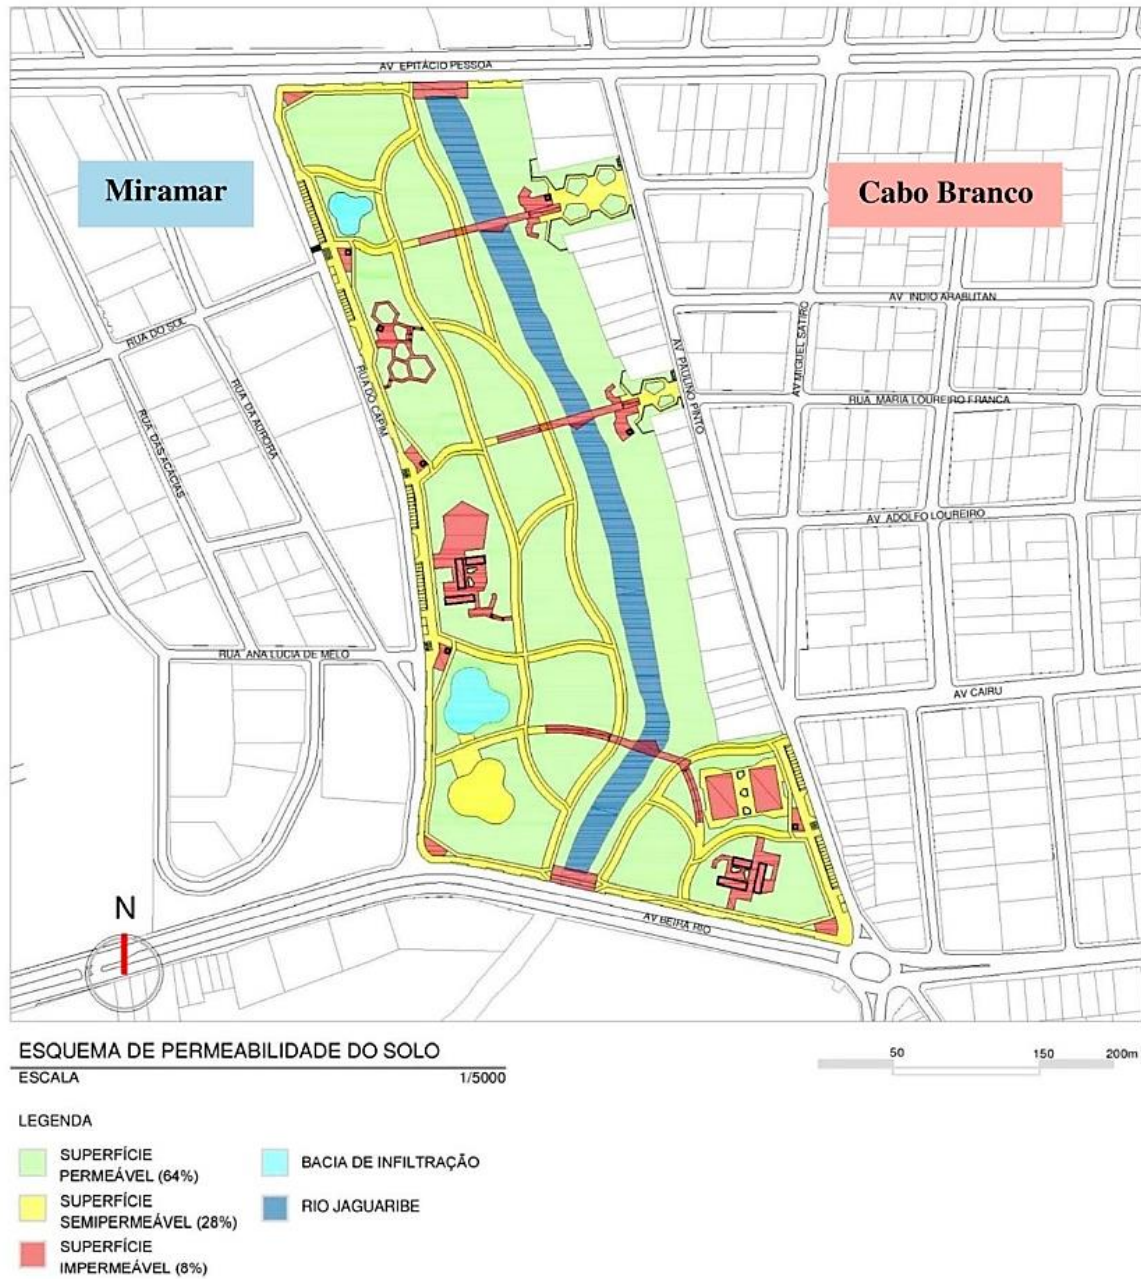 AV EPITÁCIO PESSOA
Miramar
Cabo Branco
AV INDIO ARABUTAN
RUA DO SOL
AV MIGUEL SATIRO
AV PAULINO PINTO
RUA DO CAPIM
RUA DA AURORA
RUA MARIA LOUREIRO FRANCA
RUA DAS ACACIAS
AV ADOLFO LOUREIRO
RUA ANA LUCIA DE MELO
AV CAIRU
N
AV BEIRA RIO
ESQUEMA DE PERMEABILIDADE DO SOLO
ESCALA 1/5000
50 150 200m
LEGENDA
SUPERFÍCIE
PERMEÁVEL (64%)
BACIA DE INFILTRAÇÃO
SUPERFÍCIE
SEMIPERMEÁVEL (28%)
RIO JAGUARIBE
SUPERFÍCIE
IMPERMEÁVEL (8%)